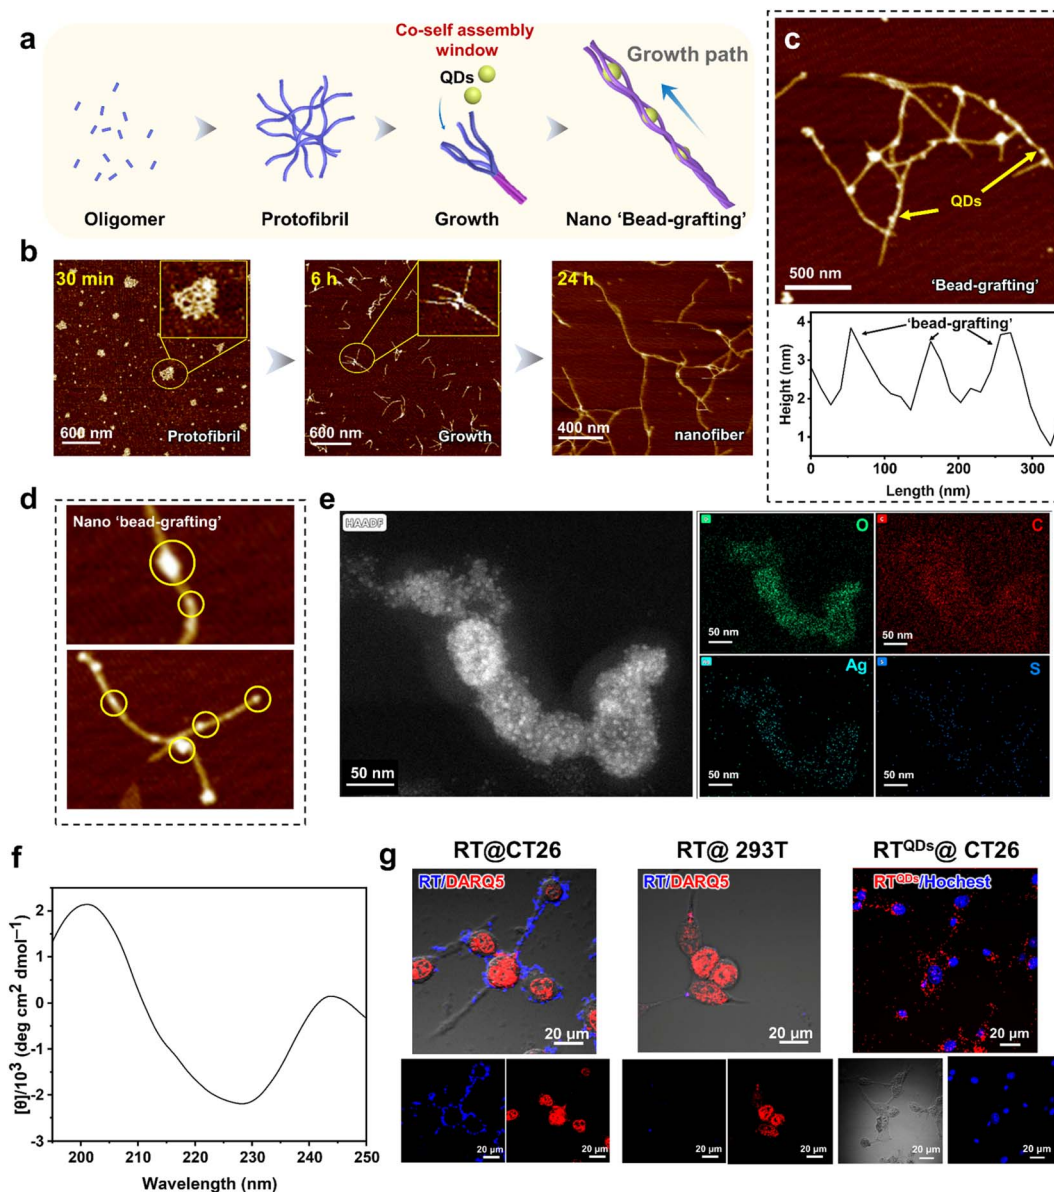 a
Co-self assembly
window
QDs
Growth path
Oligomer
Protofibril
Growth
Nano ‘Bead-grafting’
b
30 min
600 nm
Protofibril
6 h
600 nm
Growth
24 h
400 nm
nanofiber
c
QDs
500 nm
‘Bead-grafting’
‘bead-grafting’
Height (nm)
4
3
2
1
0 100 200 300
Length (nm)
d
Nano ‘bead-grafting’
e
HAADF
50 nm
O
50 nm
C
50 nm
Ag
50 nm
S
50 nm
f
[θ]/10³ (deg cm² dmol⁻¹)
2
1
0
-1
-2
-3
200 210 220 230 240 250
Wavelength (nm)
g
RT@CT26
RT/DARQ5
20 μm
20 μm
20 μm
RT@ 293T
RT/DARQ5
20 μm
20 μm
20 μm
RTQDs@ CT26
RTQDs/Hochest
20 μm
20 μm
20 μm